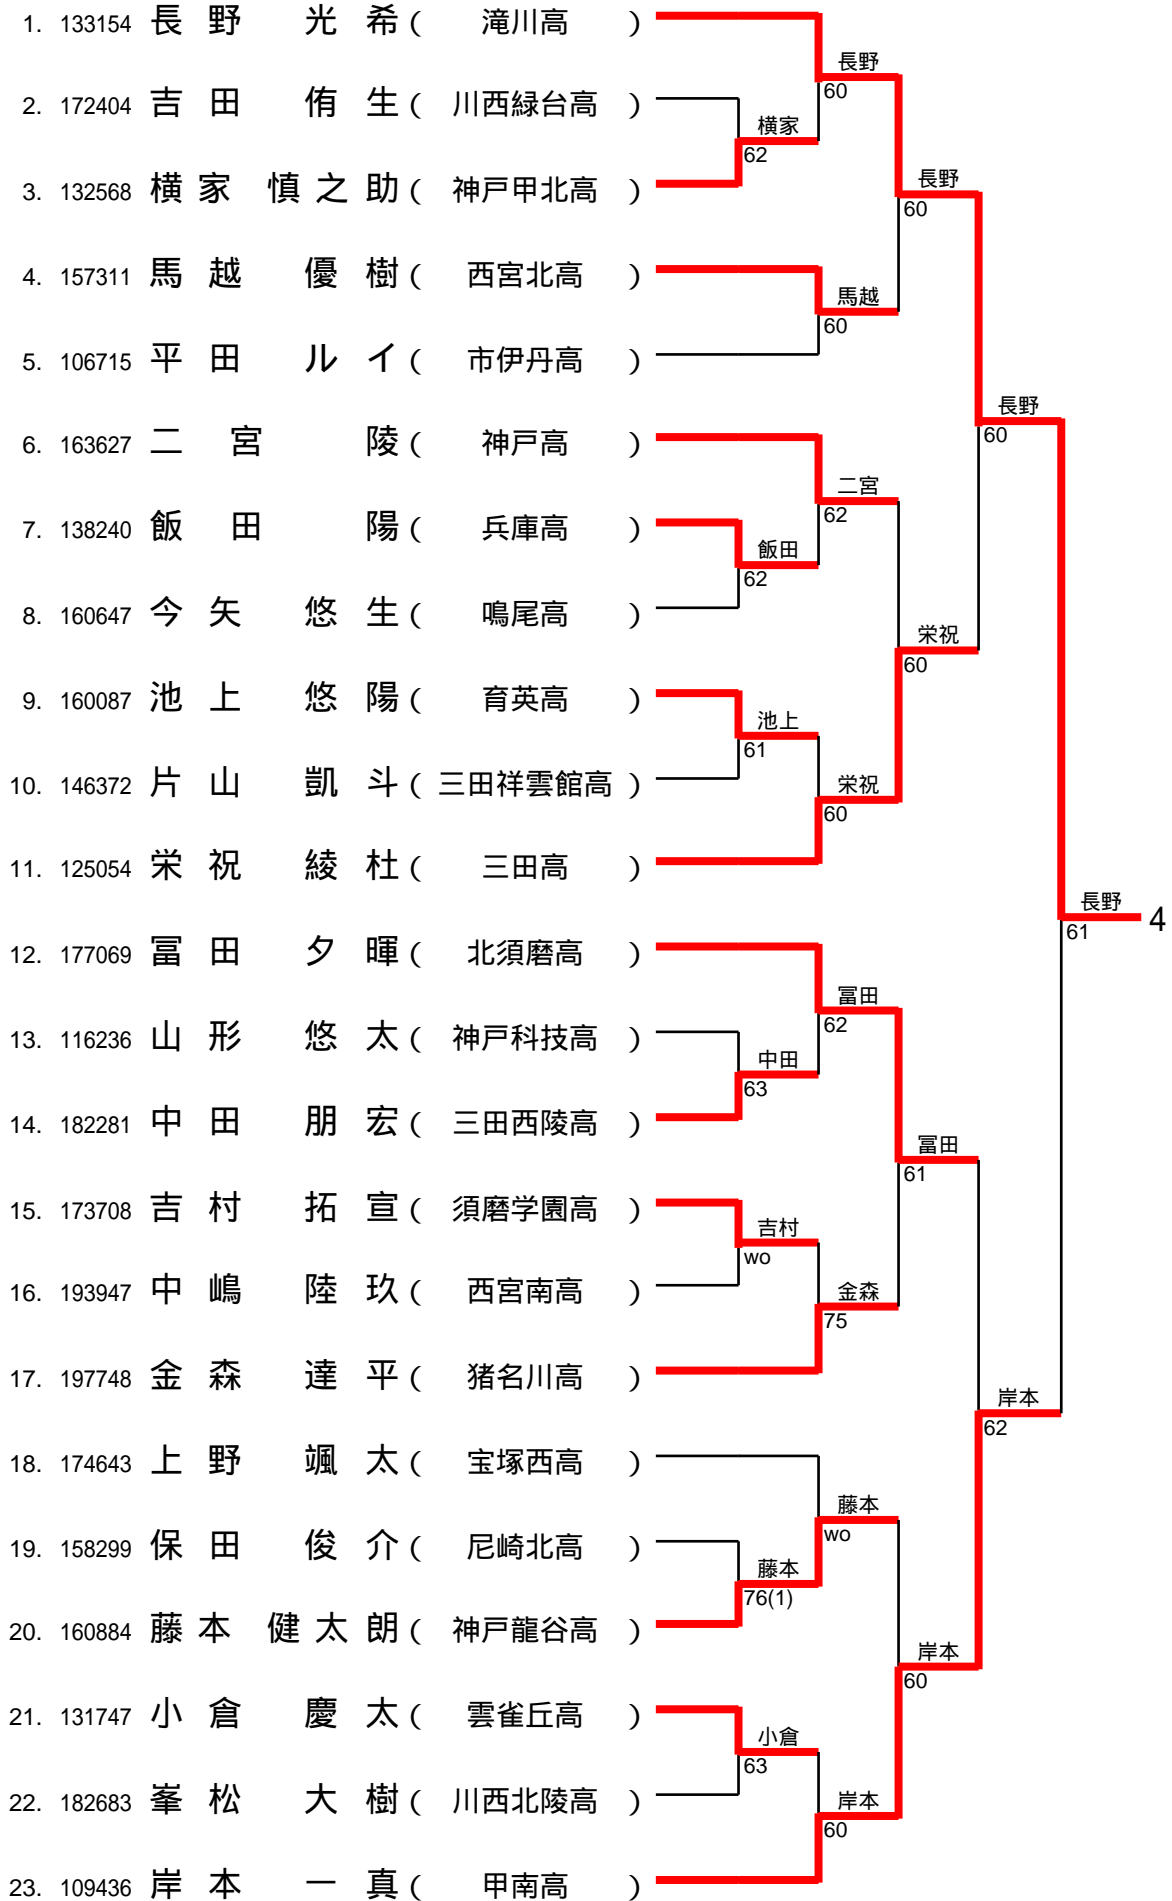 1. 133154 長野 光希 ( 滝川高 )
長野
60
2. 172404 吉田 侑生 ( 川西緑台高 )
横家
62
3. 132568 横家 慎之助 ( 神戸甲北高 )
長野
60
4. 157311 馬越 優樹 ( 西宮北高 )
馬越
60
5. 106715 平田 ルイ ( 市伊丹高 )
長野
60
6. 163627 二宮 陵 ( 神戸高 )
二宮
62
7. 138240 飯田 陽 ( 兵庫高 )
飯田
62
8. 160647 今矢 悠生 ( 鳴尾高 )
栄祝
60
9. 160087 池上 悠陽 ( 育英高 )
池上
61
10. 146372 片山 凱斗 ( 三田祥雲館高 )
栄祝
60
11. 125054 栄祝 綾杜 ( 三田高 )
長野 4
61
12. 177069 冨田 夕暉 ( 北須磨高 )
冨田
62
13. 116236 山形 悠太 ( 神戸科技高 )
中田
63
14. 182281 中田 朋宏 ( 三田西陵高 )
冨田
61
15. 173708 吉村 拓宣 ( 須磨学園高 )
吉村
wo
16. 193947 中嶋 陸玖 ( 西宮南高 )
金森
75
17. 197748 金森 達平 ( 猪名川高 )
岸本
62
18. 174643 上野 颯太 ( 宝塚西高 )
藤本
wo
19. 158299 保田 俊介 ( 尼崎北高 )
藤本
76(1)
20. 160884 藤本 健太朗 ( 神戸龍谷高 )
岸本
60
21. 131747 小倉 慶太 ( 雲雀丘高 )
小倉
63
22. 182683 峯松 大樹 ( 川西北陵高 )
岸本
60
23. 109436 岸本 一真 ( 甲南高 )